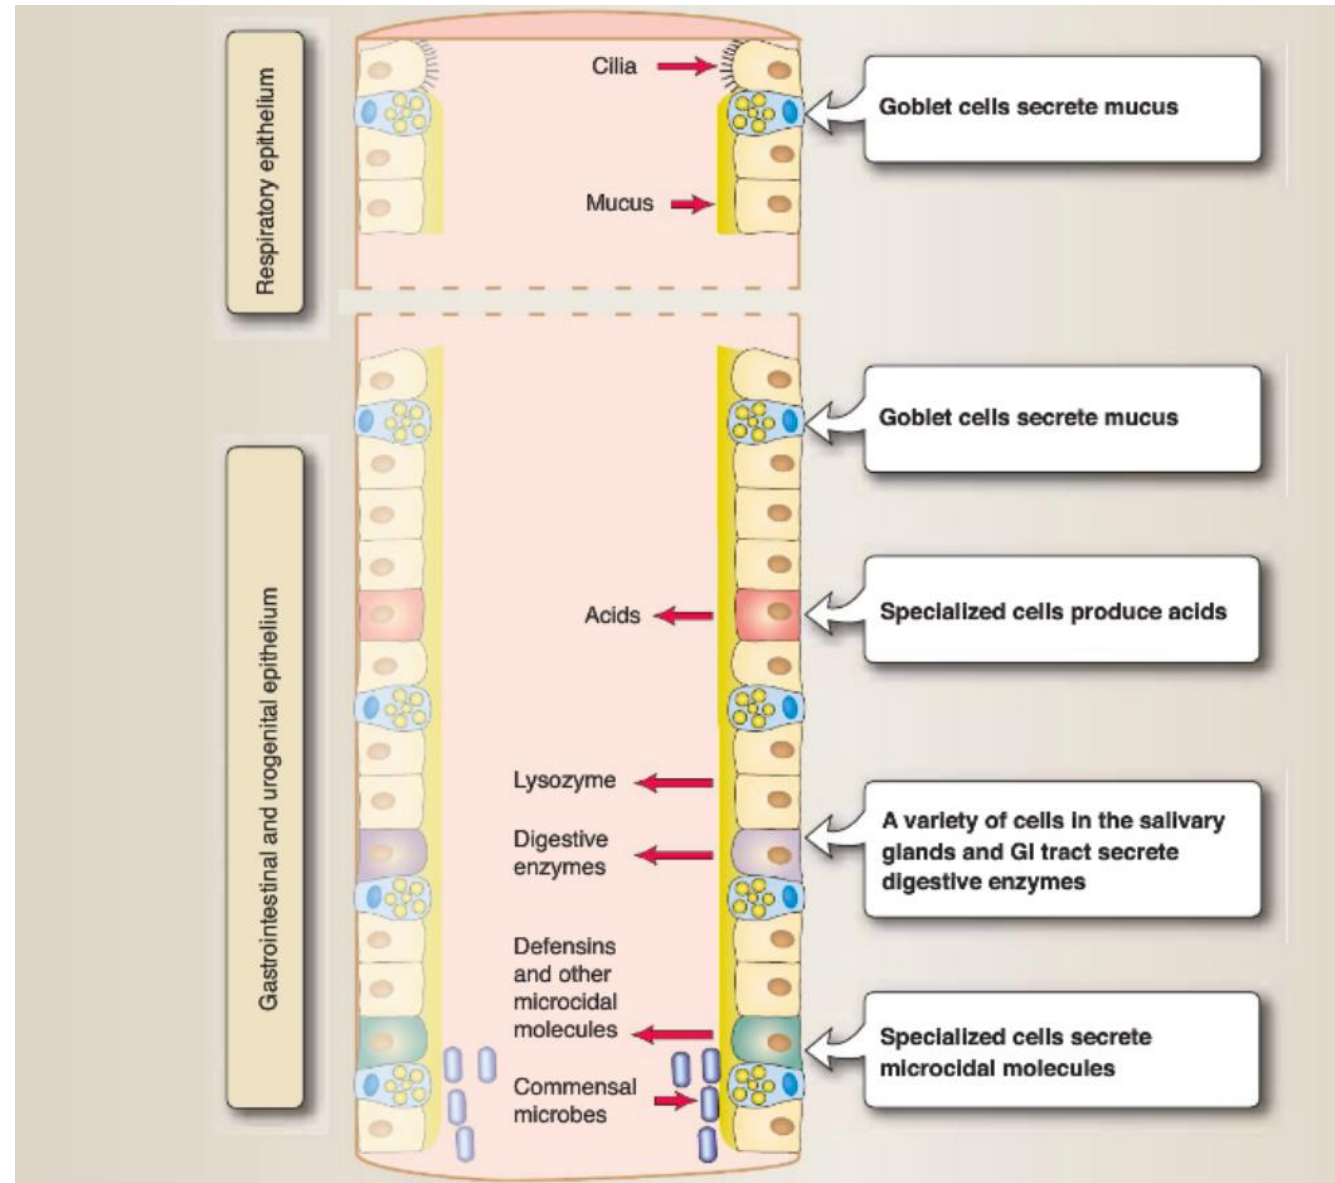 Respiratory epithelium
Cilia
Goblet cells secrete mucus
Mucus
Gastrointestinal and urogenital epithelium
Goblet cells secrete mucus
Acids
Specialized cells produce acids
Lysozyme
Digestive
enzymes
A variety of cells in the salivary
glands and GI tract secrete
digestive enzymes
Defensins
and other
microcidal
molecules
Specialized cells secrete
microcidal molecules
Commensal
microbes